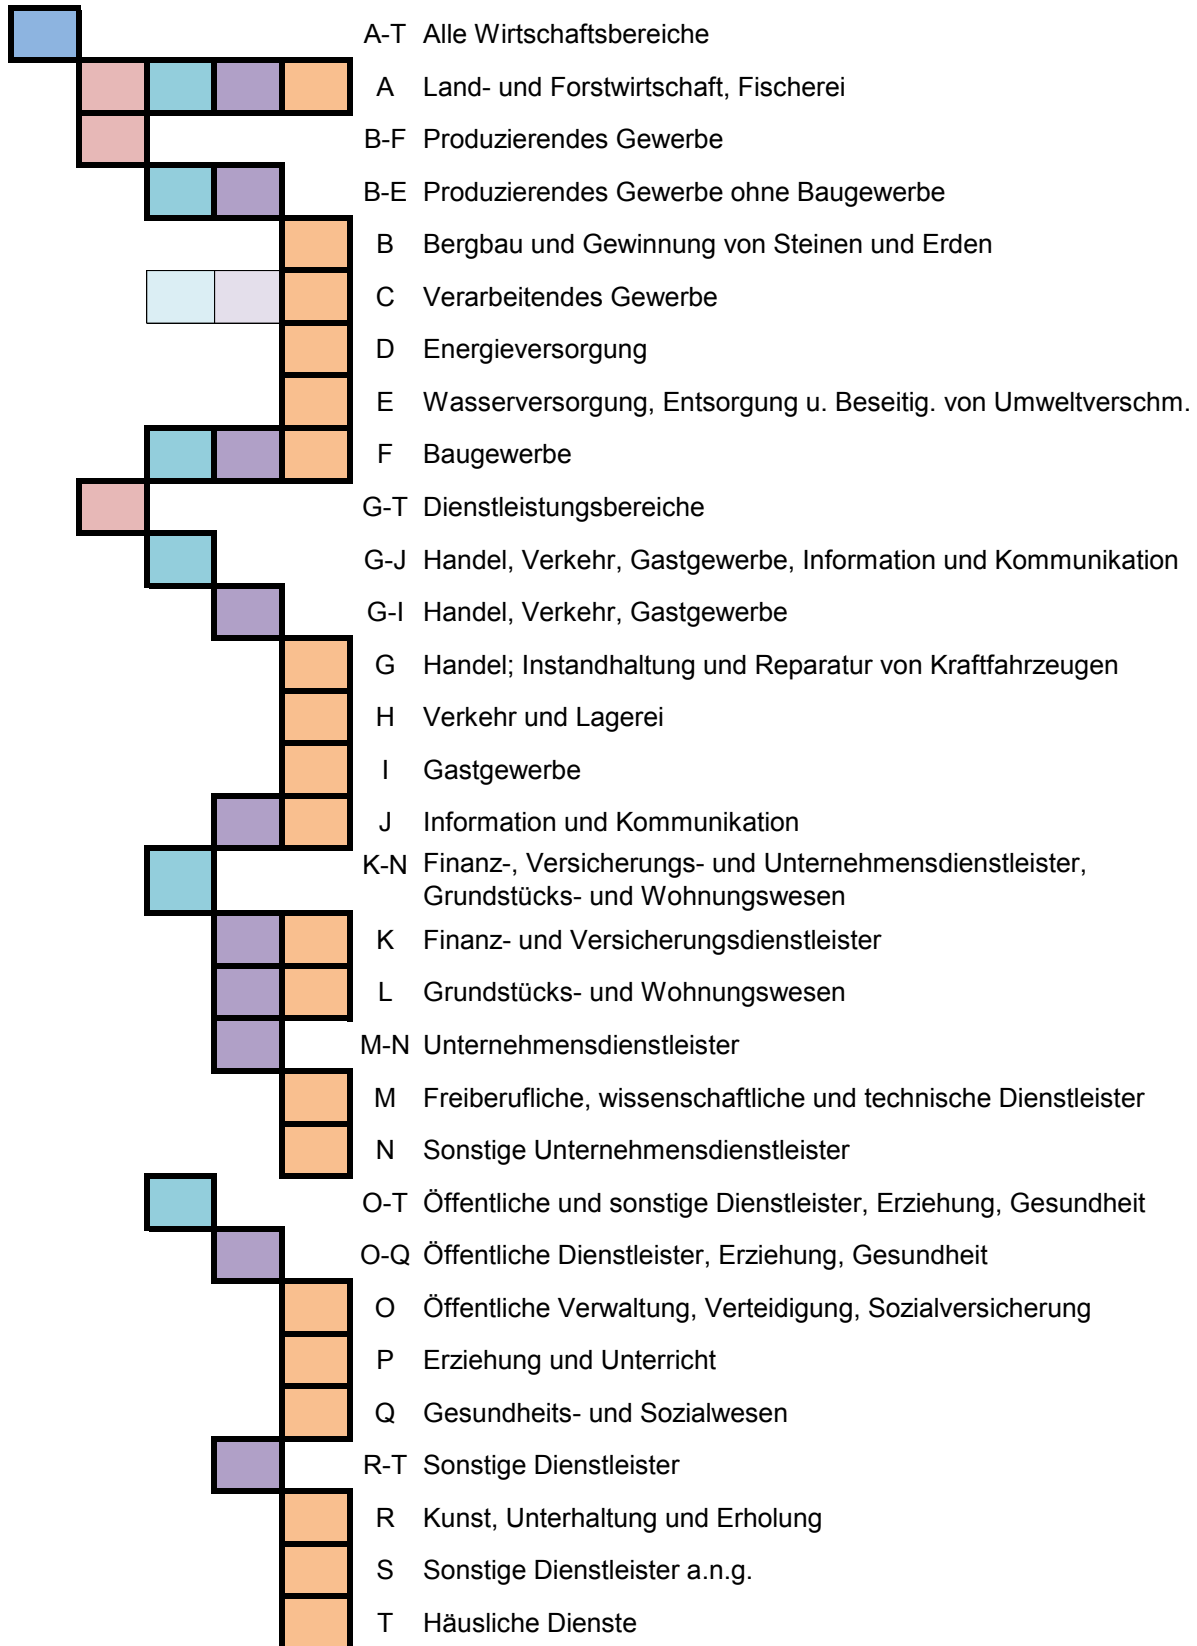 A-T Alle Wirtschaftsbereiche
A Land- und Forstwirtschaft, Fischerei
B-F Produzierendes Gewerbe
B-E Produzierendes Gewerbe ohne Baugewerbe
B Bergbau und Gewinnung von Steinen und Erden
C Verarbeitendes Gewerbe
D Energieversorgung
E Wasserversorgung, Entsorgung u. Beseitig. von Umweltverschm.
F Baugewerbe
G-T Dienstleistungsbereiche
G-J Handel, Verkehr, Gastgewerbe, Information und Kommunikation
G-I Handel, Verkehr, Gastgewerbe
G Handel; Instandhaltung und Reparatur von Kraftfahrzeugen
H Verkehr und Lagerei
I Gastgewerbe
J Information und Kommunikation
K-N Finanz-, Versicherungs- und Unternehmensdienstleister,
Grundstücks- und Wohnungswesen
K Finanz- und Versicherungsdienstleister
L Grundstücks- und Wohnungswesen
M-N Unternehmensdienstleister
M Freiberufliche, wissenschaftliche und technische Dienstleister
N Sonstige Unternehmensdienstleister
O-T Öffentliche und sonstige Dienstleister, Erziehung, Gesundheit
O-Q Öffentliche Dienstleister, Erziehung, Gesundheit
O Öffentliche Verwaltung, Verteidigung, Sozialversicherung
P Erziehung und Unterricht
Q Gesundheits- und Sozialwesen
R-T Sonstige Dienstleister
R Kunst, Unterhaltung und Erholung
S Sonstige Dienstleister a.n.g.
T Häusliche Dienste